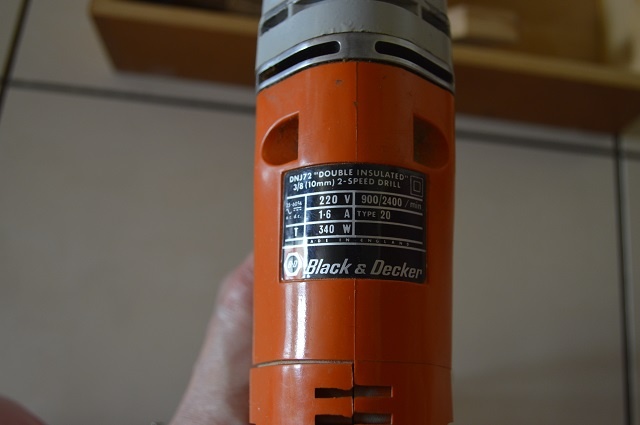 DNJ72 "DOUBLE INSULATED"
3/8 (10mm) 2-SPEED DRILL
220 V 900/2400/min
1·6 A TYPE 20
T 340 W
MADE IN ENGLAND
Black & Decker